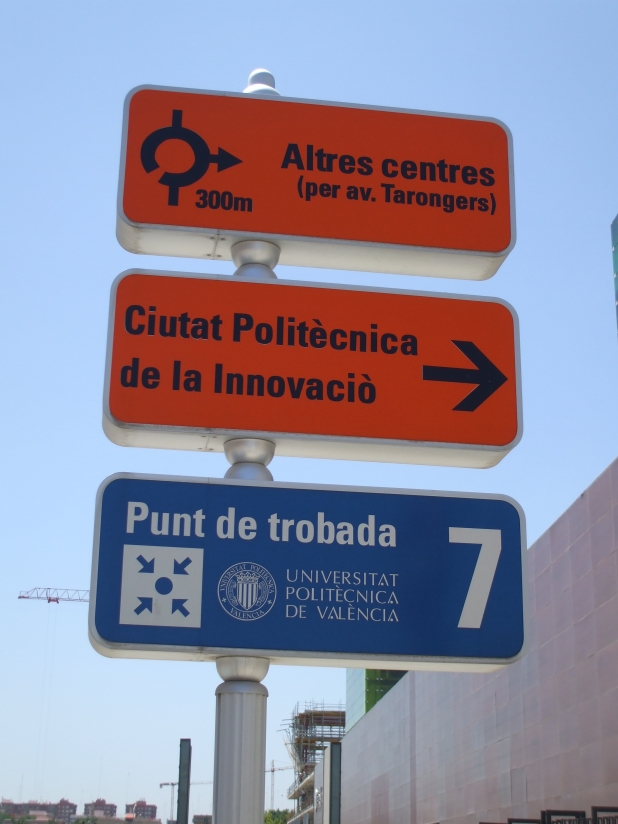 Altres centres
(per av. Tarongers)
300m
Ciutat Politècnica
de la Innovaciò
Punt de trobada
7
UNIVERSITAT
POLITÈCNICA
DE VALÈNCIA